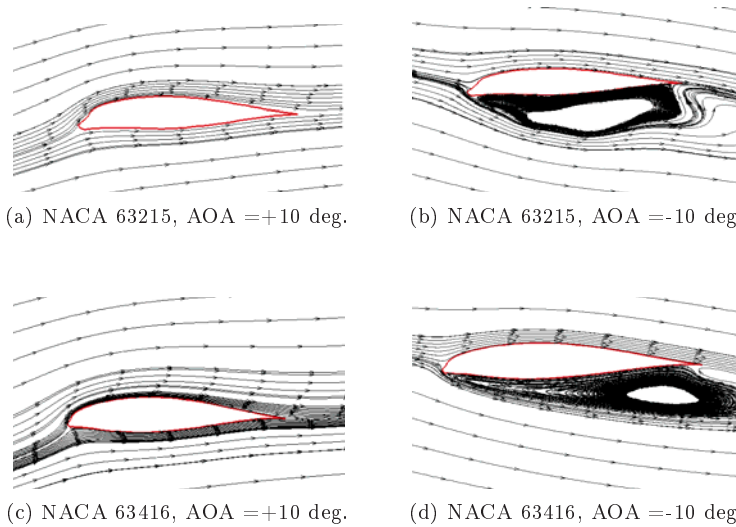 (a) NACA 63215, AOA =+10 deg.
(b) NACA 63215, AOA =-10 deg
(c) NACA 63416, AOA =+10 deg.
(d) NACA 63416, AOA =-10 deg